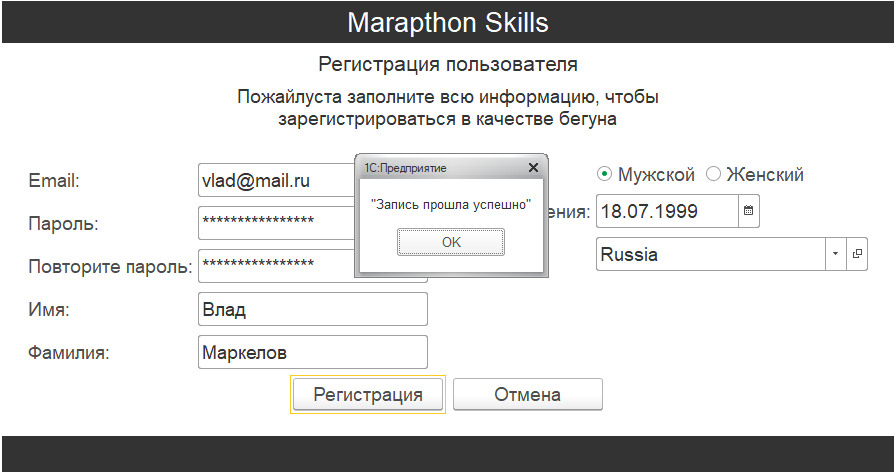 Marapthon Skills
Регистрация пользователя
Пожайлуста заполните всю информацию, чтобы
зарегистрироваться в качестве бегуна
Email:
vlad@mail.ru
Пароль:
****************
Повторите пароль:
****************
Имя:
Влад
Фамилия:
Маркелов
1С:Предприятие
"Запись прошла успешно"
OK
Мужской
Женский
ения:
18.07.1999
Russia
Регистрация
Отмена